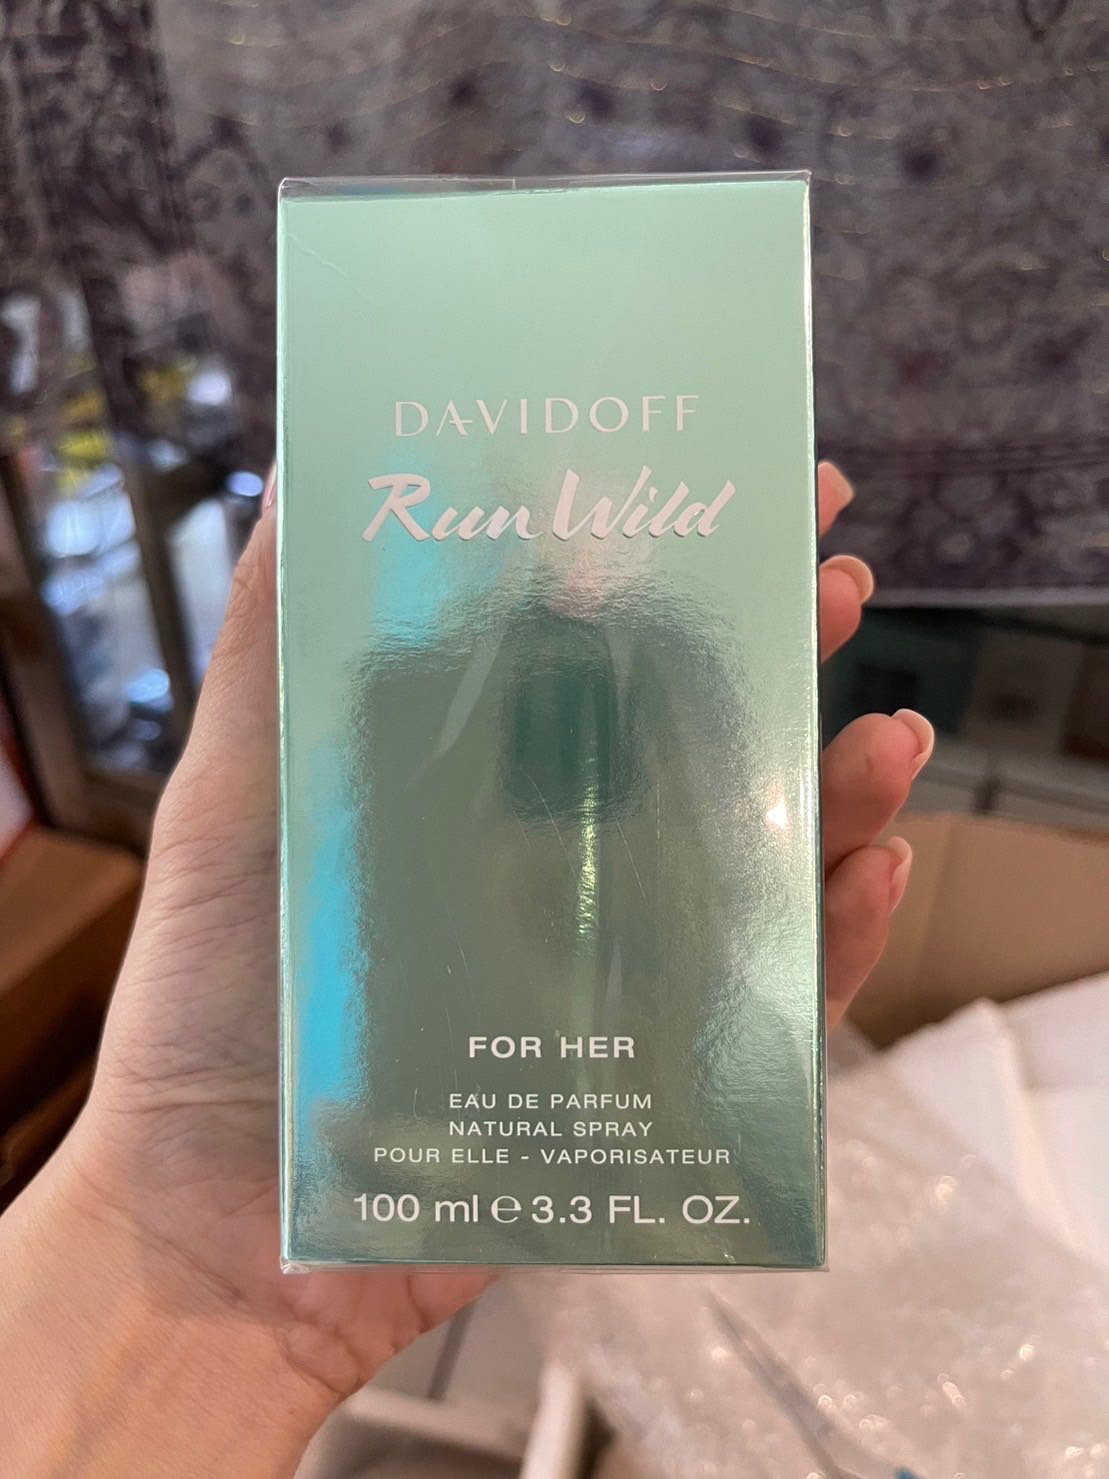 DAVIDOFF
Run Wild
FOR HER
EAU DE PARFUM
NATURAL SPRAY
POUR ELLE - VAPORISATEUR
100 ml ℮ 3.3 FL. OZ.